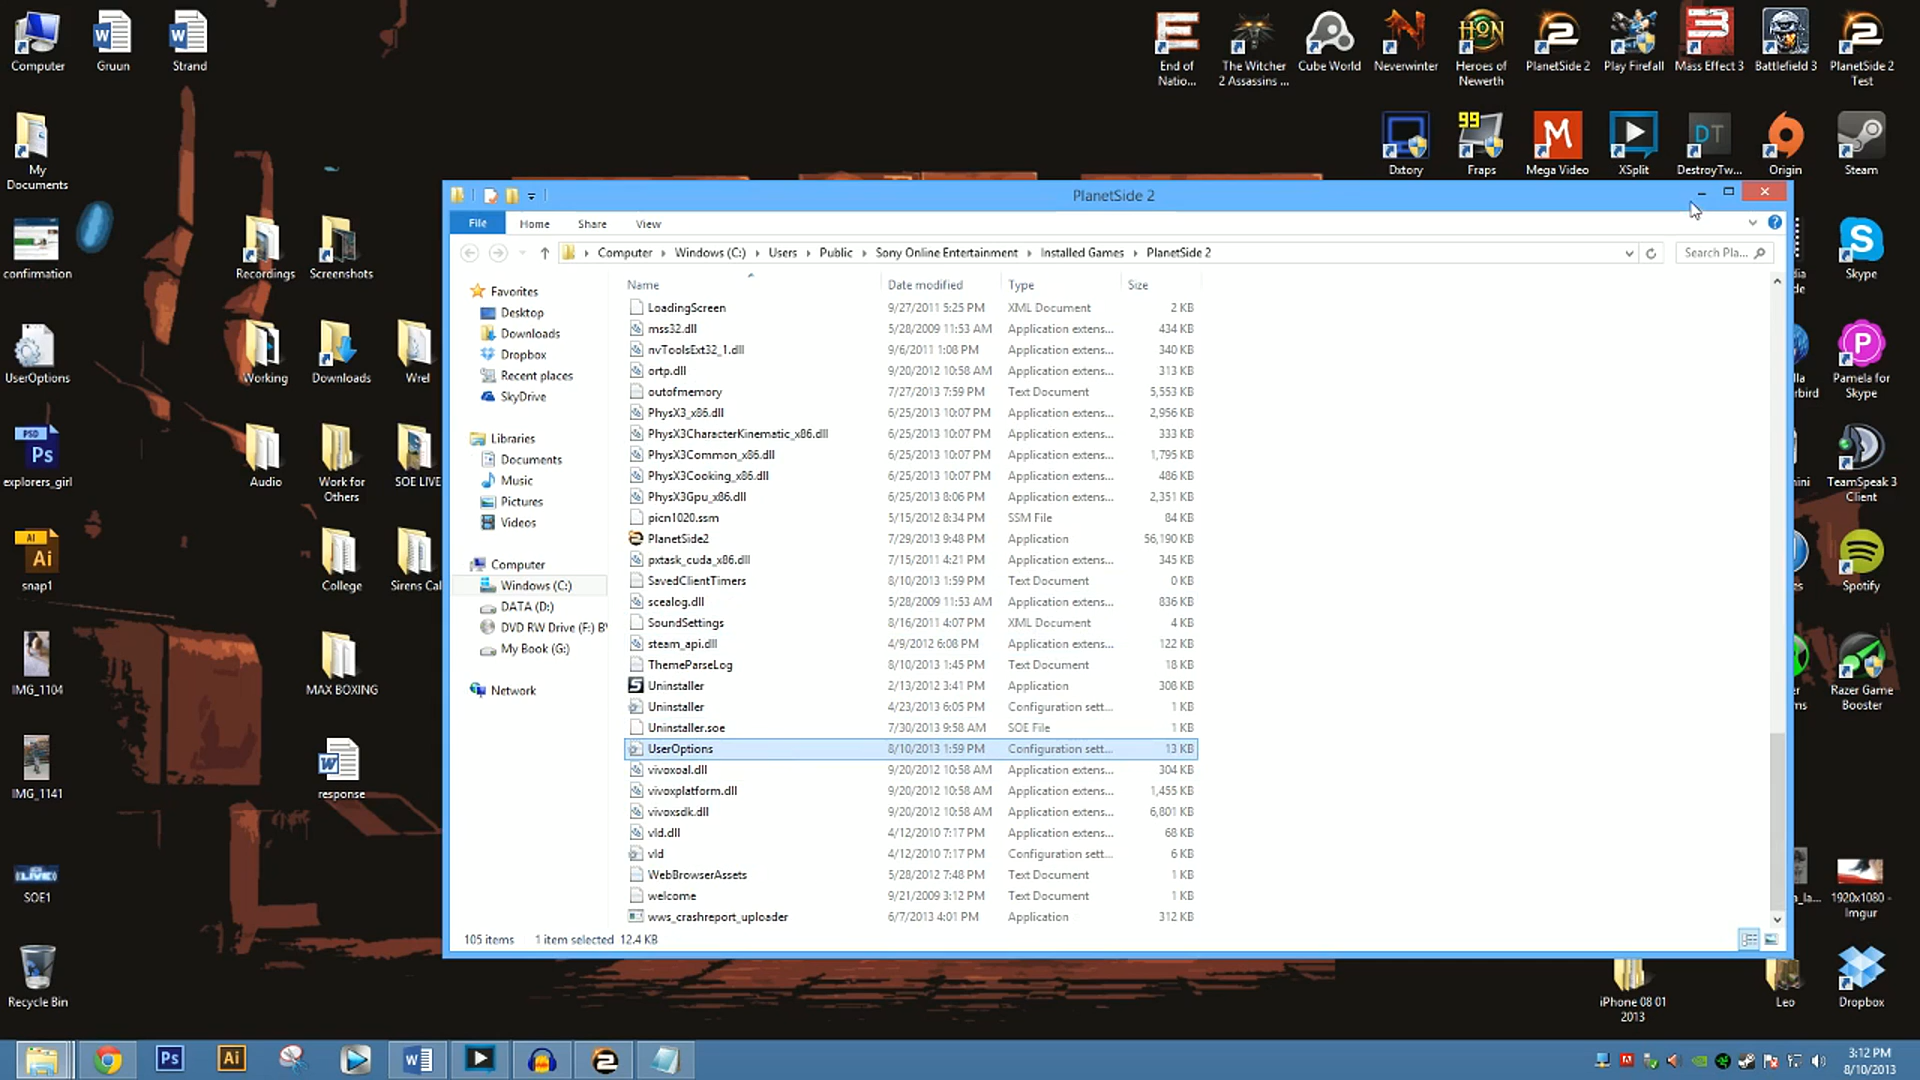 Computer
Gruun
Strand
End of
Natio...
The Witcher
2 Assassins ...
Cube World
Neverwinter
Heroes of
Newerth
PlanetSide 2
Play Firefall
Mass Effect 3
Battlefield 3
PlanetSide 2
Test
My
Documents
Dxtory
99
Fraps
Mega Video
XSplit
DT
DestroyTw...
Origin
Steam
confirmation
Recordings
Screenshots
Skype
UserOptions
Working
Downloads
Wrel
Pamela for
Skype
PSD
Ps
explorers_girl
Audio
Work for
Others
SOE LIVE
TeamSpeak 3
Client
Ai
snap1
College
Sirens Cal
Spotify
IMG_1104
MAX BOXING
Razer Game
Booster
IMG_1141
response
SOE1
1920x1080 -
Imgur
Recycle Bin
iPhone 08 01
2013
Leo
Dropbox
PlanetSide 2
File
Home
Share
View
Computer
Windows (C:)
Users
Public
Sony Online Entertainment
Installed Games
PlanetSide 2
Search Pla...
Favorites
Desktop
Downloads
Dropbox
Recent places
SkyDrive
Libraries
Documents
Music
Pictures
Videos
Computer
Windows (C:)
DATA (D:)
DVD RW Drive (F:) B
My Book (G:)
Network
Name Date modified Type Size
LoadingScreen 9/27/2011 5:25 PM XML Document 2 KB
mss32.dll 5/28/2009 11:53 AM Application extens... 434 KB
nvToolsExt32_1.dll 9/6/2011 1:08 PM Application extens... 340 KB
ortp.dll 9/20/2012 10:58 AM Application extens... 313 KB
outofmemory 7/27/2013 7:59 PM Text Document 5,553 KB
PhysX3_x86.dll 6/25/2013 10:07 PM Application extens... 2,956 KB
PhysX3CharacterKinematic_x86.dll 6/25/2013 10:07 PM Application extens... 333 KB
PhysX3Common_x86.dll 6/25/2013 10:07 PM Application extens... 1,795 KB
PhysX3Cooking_x86.dll 6/25/2013 10:07 PM Application extens... 486 KB
PhysX3Gpu_x86.dll 6/25/2013 8:06 PM Application extens... 2,351 KB
picn1020.ssm 5/15/2012 8:34 PM SSM File 84 KB
PlanetSide2 7/29/2013 9:48 PM Application 56,190 KB
pxtask_cuda_x86.dll 7/15/2011 4:21 PM Application extens... 345 KB
SavedClientTimers 8/10/2013 1:59 PM Text Document 0 KB
scealog.dll 5/28/2009 11:53 AM Application extens... 836 KB
SoundSettings 8/16/2011 4:07 PM XML Document 4 KB
steam_api.dll 4/9/2012 6:08 PM Application extens... 122 KB
ThemeParseLog 8/10/2013 1:45 PM Text Document 18 KB
Uninstaller 2/13/2012 3:41 PM Application 308 KB
Uninstaller 4/23/2013 6:05 PM Configuration sett... 1 KB
Uninstaller.soe 7/30/2013 9:58 AM SOE File 1 KB
UserOptions 8/10/2013 1:59 PM Configuration sett... 13 KB
vivoxoal.dll 9/20/2012 10:58 AM Application extens... 304 KB
vivoxplatform.dll 9/20/2012 10:58 AM Application extens... 1,455 KB
vivoxsdk.dll 9/20/2012 10:58 AM Application extens... 6,801 KB
vld.dll 4/12/2010 7:17 PM Application extens... 68 KB
vld 4/12/2010 7:17 PM Configuration sett... 6 KB
WebBrowserAssets 5/28/2012 7:48 PM Text Document 1 KB
welcome 9/21/2009 3:12 PM Text Document 1 KB
wws_crashreport_uploader 6/7/2013 4:01 PM Application 312 KB
105 items 1 item selected 12.4 KB
Ps
Ai
3:12 PM
8/10/2013